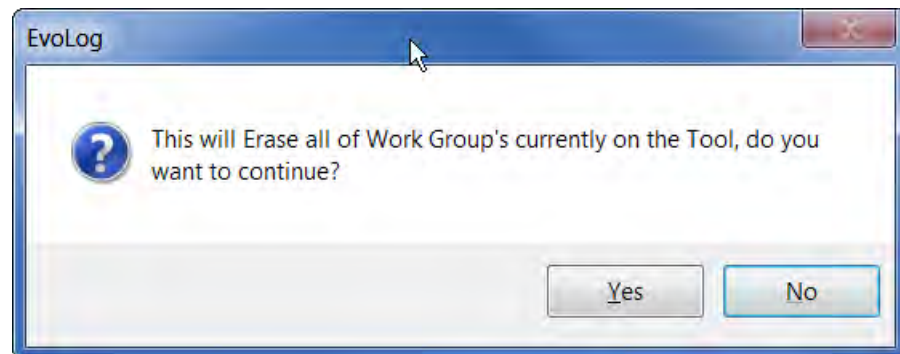 EvoLog
This will Erase all of Work Group's currently on the Tool, do you
want to continue?
Yes
No